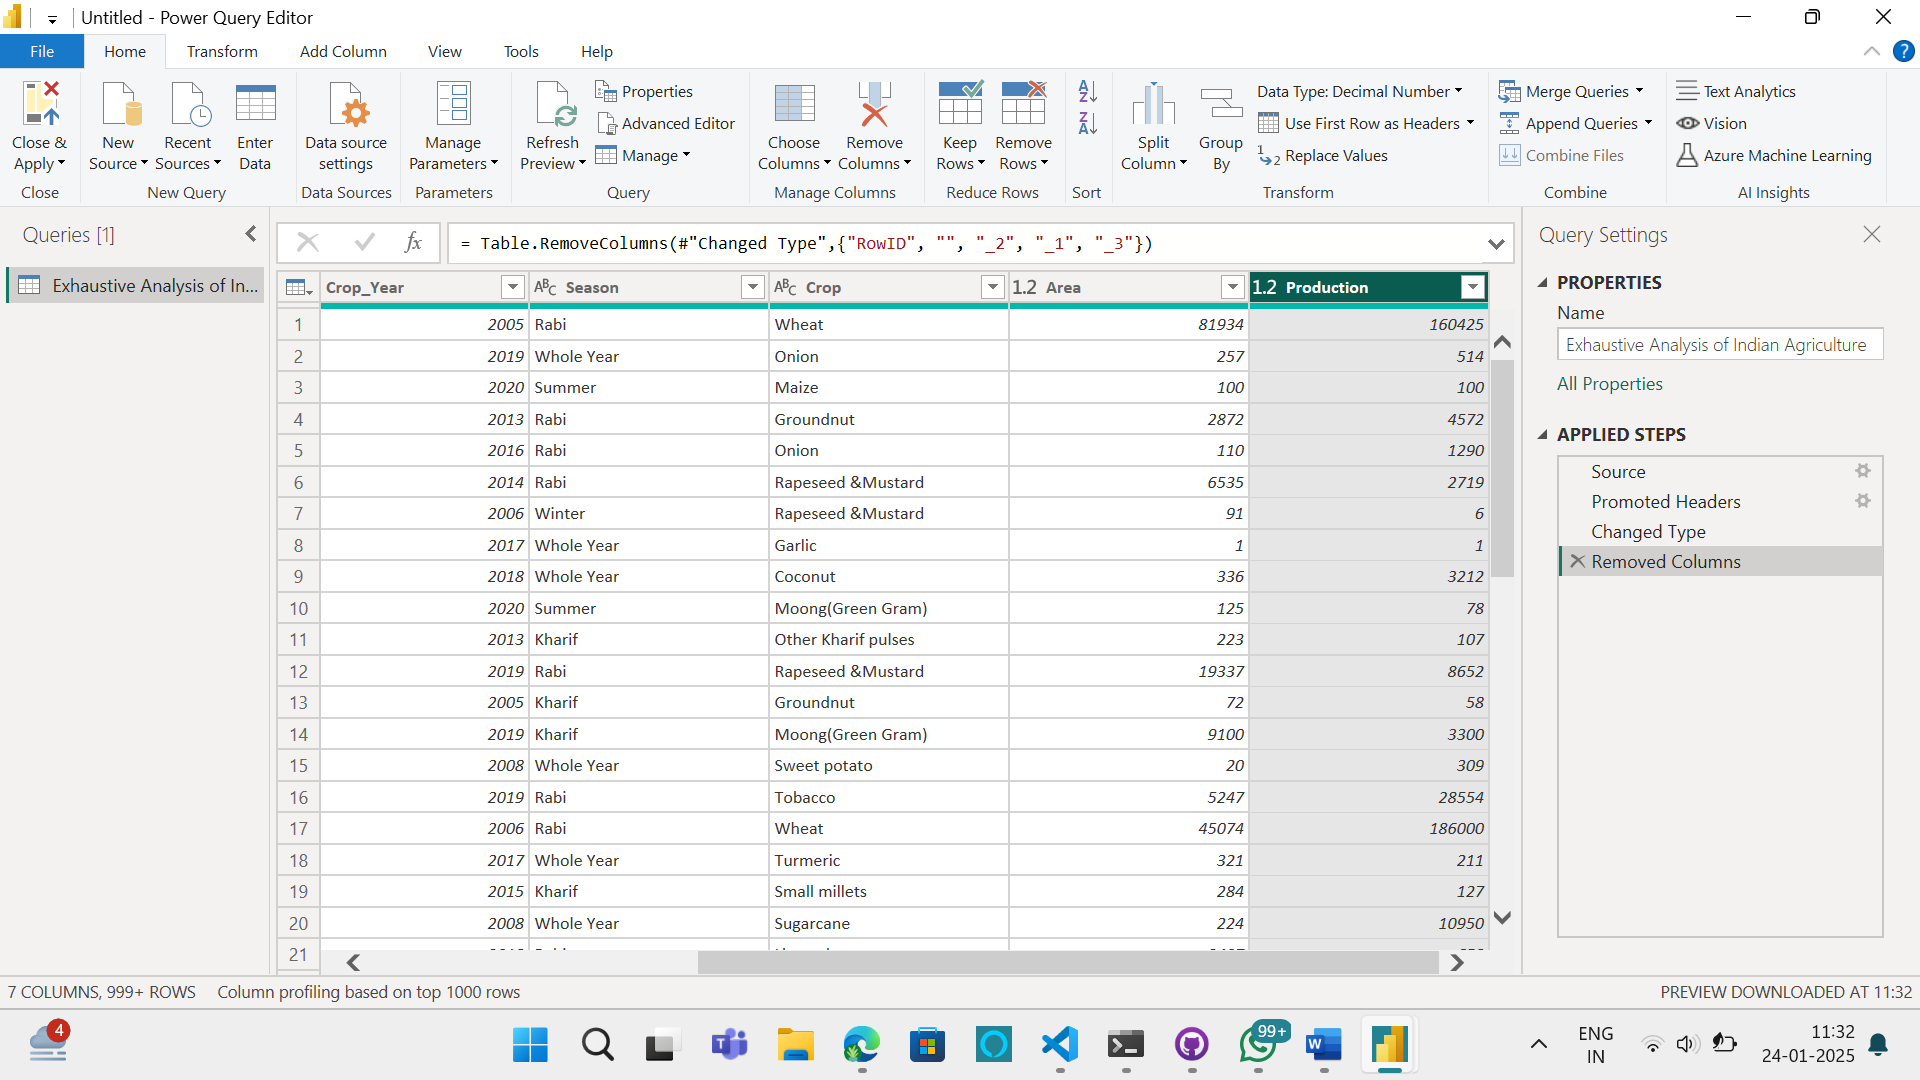 Untitled - Power Query Editor
File Home Transform Add Column View Tools Help
Close & Apply
New Source
Recent Sources
Enter Data
Data source settings
Manage Parameters
Refresh Preview
Properties
Advanced Editor
Manage
Choose Columns
Remove Columns
Keep Rows
Remove Rows
Split Column
Group By
Data Type: Decimal Number
Use First Row as Headers
Replace Values
Merge Queries
Append Queries
Combine Files
Text Analytics
Vision
Azure Machine Learning
Close New Query Data Sources Parameters Query Manage Columns Reduce Rows Sort Transform Combine AI Insights
Queries [1]
Exhaustive Analysis of In...
fx = Table.RemoveColumns(#"Changed Type",{"RowID", "", "_2", "_1", "_3"})
Crop_Year ABC Season ABC Crop 1.2 Area 1.2 Production
1 2005 Rabi Wheat 81934 160425
2 2019 Whole Year Onion 257 514
3 2020 Summer Maize 100 100
4 2013 Rabi Groundnut 2872 4572
5 2016 Rabi Onion 110 1290
6 2014 Rabi Rapeseed &Mustard 6535 2719
7 2006 Winter Rapeseed &Mustard 91 6
8 2017 Whole Year Garlic 1 1
9 2018 Whole Year Coconut 336 3212
10 2020 Summer Moong(Green Gram) 125 78
11 2013 Kharif Other Kharif pulses 223 107
12 2019 Rabi Rapeseed &Mustard 19337 8652
13 2005 Kharif Groundnut 72 58
14 2019 Kharif Moong(Green Gram) 9100 3300
15 2008 Whole Year Sweet potato 20 309
16 2019 Rabi Tobacco 5247 28554
17 2006 Rabi Wheat 45074 186000
18 2017 Whole Year Turmeric 321 211
19 2015 Kharif Small millets 284 127
20 2008 Whole Year Sugarcane 224 10950
21
Query Settings
PROPERTIES
Name
Exhaustive Analysis of Indian Agriculture
All Properties
APPLIED STEPS
Source
Promoted Headers
Changed Type
Removed Columns
7 COLUMNS, 999+ ROWS Column profiling based on top 1000 rows PREVIEW DOWNLOADED AT 11:32
4
99+
ENG
IN
11:32
24-01-2025